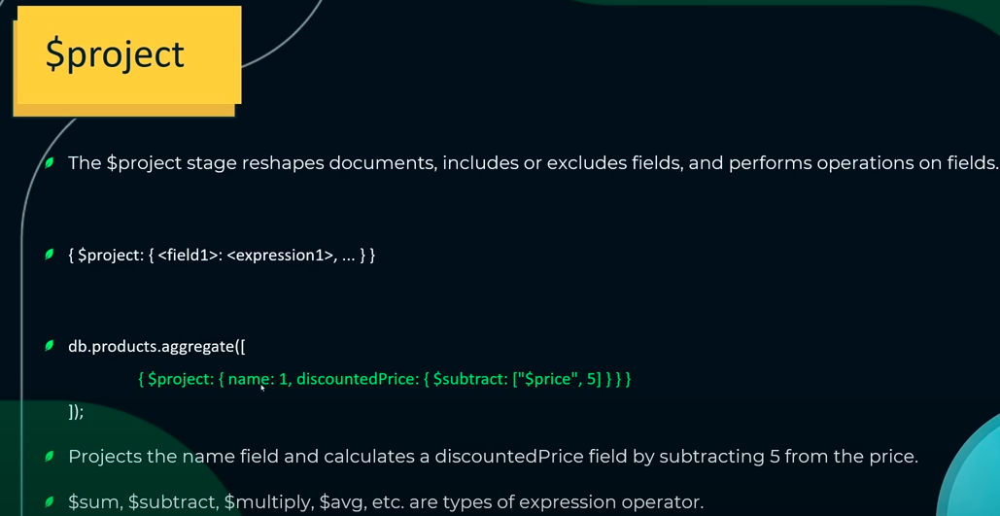 $project
The $project stage reshapes documents, includes or excludes fields, and performs operations on fields.
{ $project: { <field1>: <expression1>, ... } }
db.products.aggregate([
{ $project: { name: 1, discountedPrice: { $subtract: ["$price", 5] } } }
]);
Projects the name field and calculates a discountedPrice field by subtracting 5 from the price.
$sum, $subtract, $multiply, $avg, etc. are types of expression operator.